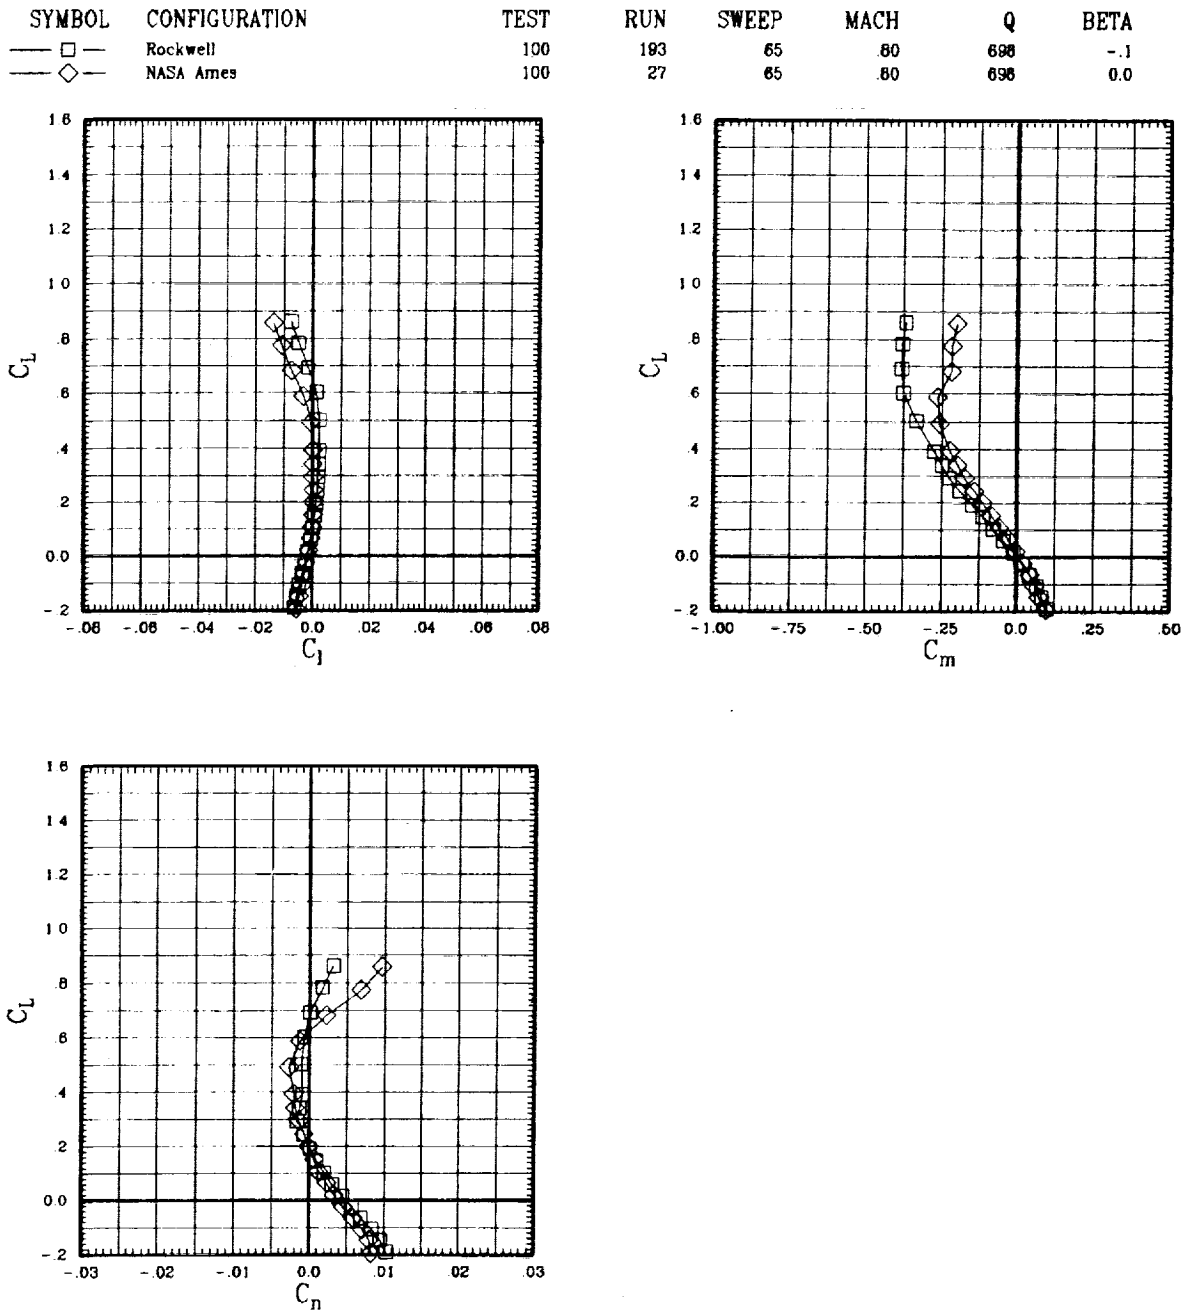 SYMBOL CONFIGURATION TEST RUN SWEEP MACH Q BETA
Rockwell 100 193 65 .80 698 -.1
NASA Ames 100 27 65 .80 698 0.0
1.6
1.4
1.2
1.0
.8
.6
.4
.2
0.0
-.2
C_L
-.08 -.06 -.04 -.02 0.0 .02 .04 .06 .08
C_l
1.6
1.4
1.2
1.0
.8
.6
.4
.2
0.0
-.2
C_L
-1.00 -.75 -.50 -.25 0.0 .25 .50
C_m
1.6
1.4
1.2
1.0
.8
.6
.4
.2
0.0
-.2
C_L
-.03 -.02 -.01 0.0 .01 .02 .03
C_n